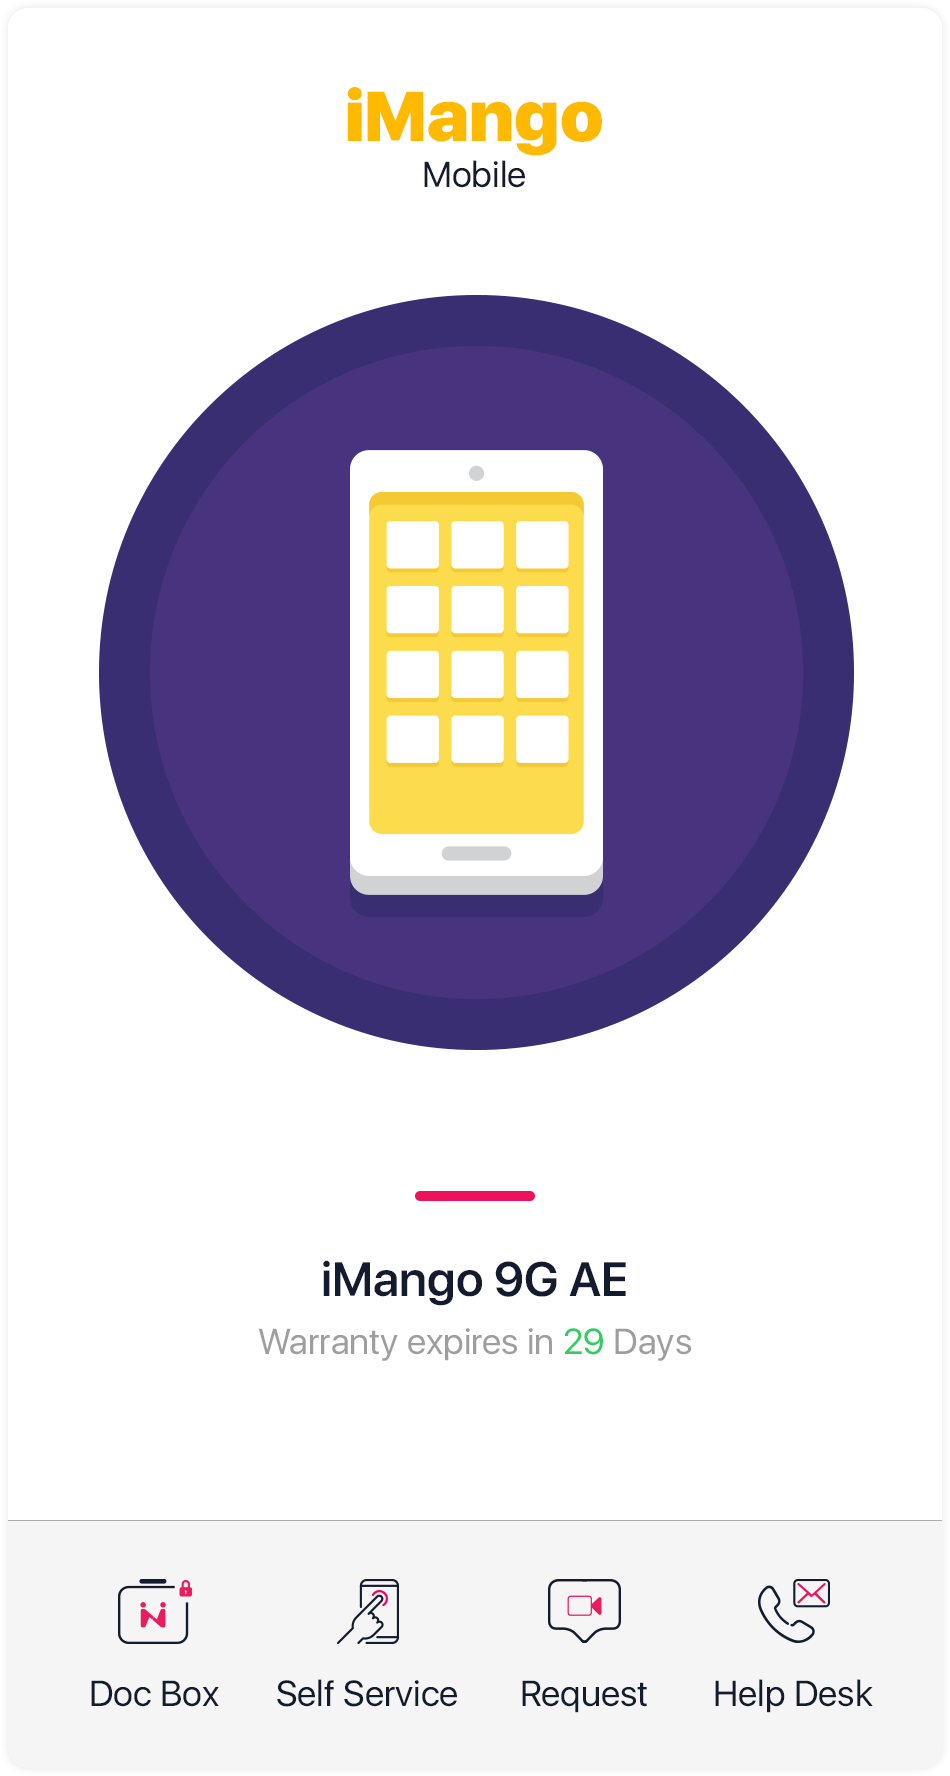 iMango
Mobile
iMango 9G AE
Warranty expires in 29 Days
Doc Box
Self Service
Request
Help Desk